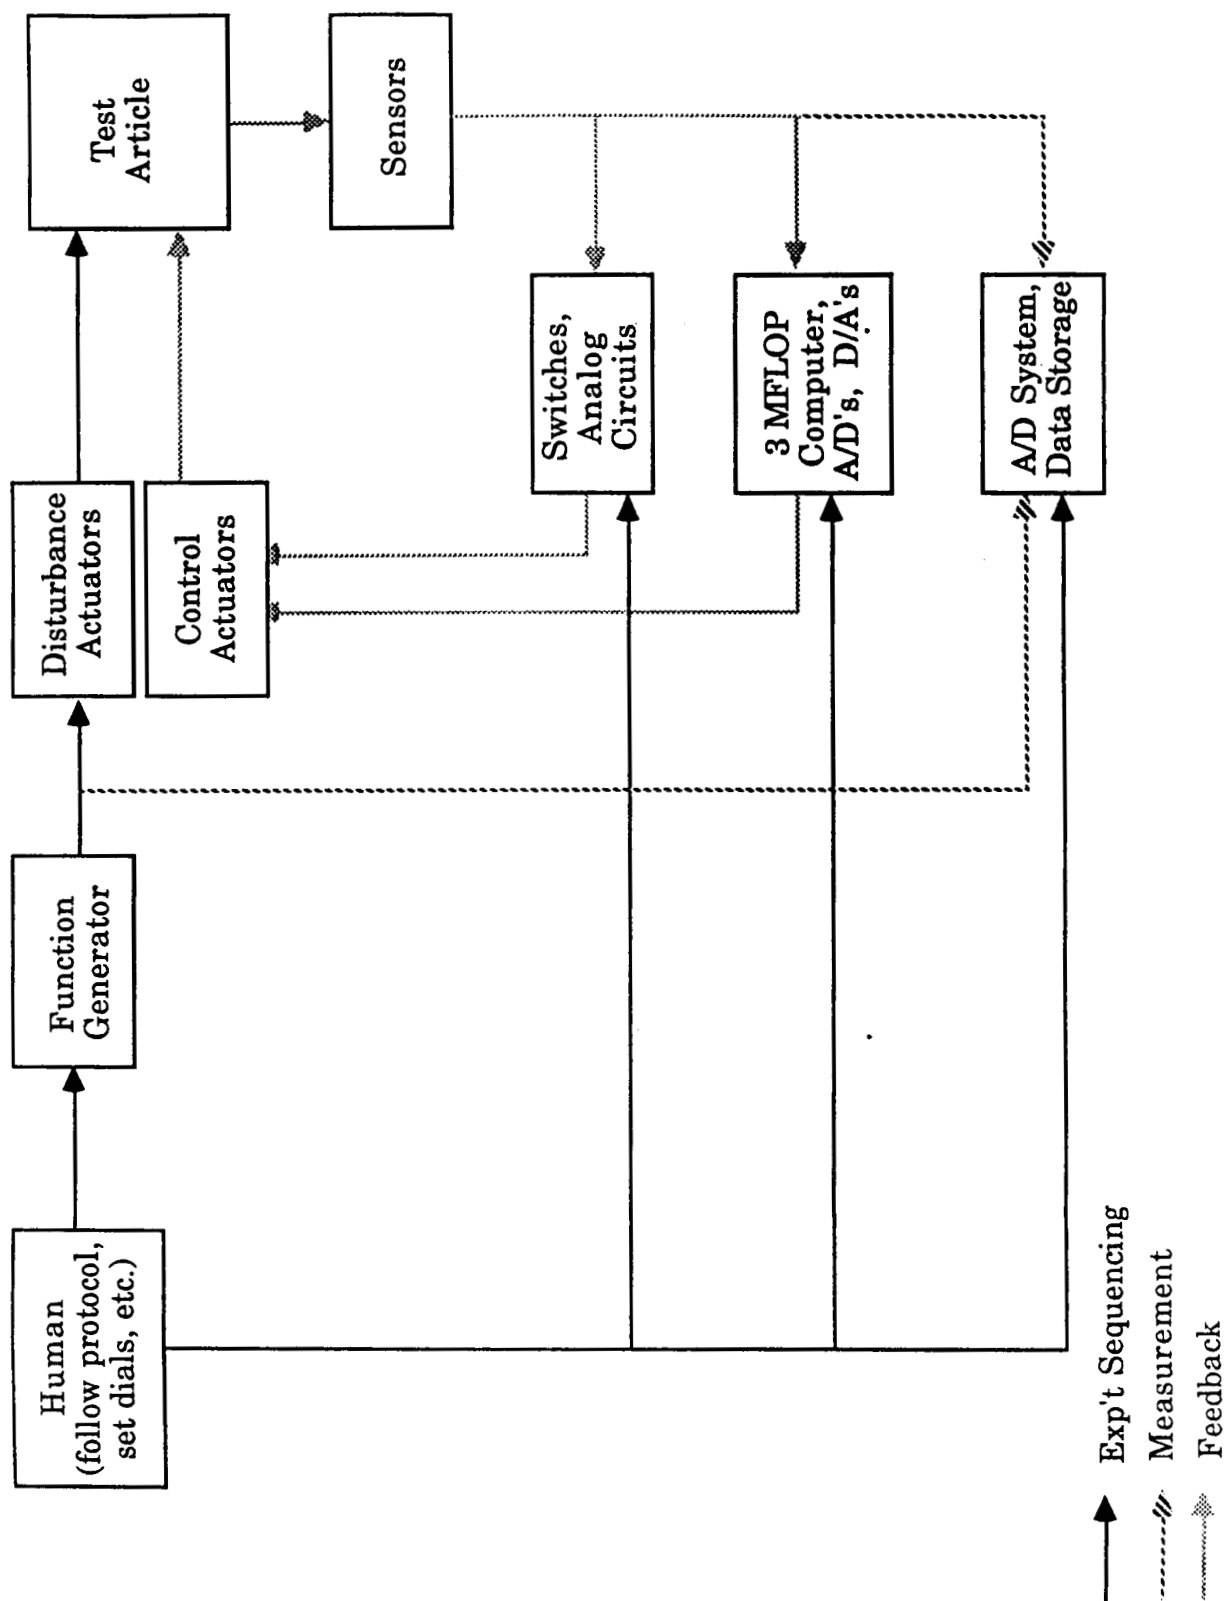 Human
(follow protocol,
set dials, etc.)
Function
Generator
Disturbance
Actuators
Control
Actuators
Test
Article
Sensors
Switches,
Analog
Circuits
3 MFLOP
Computer,
A/D's, D/A's
A/D System,
Data Storage
Exp't Sequencing
Measurement
Feedback